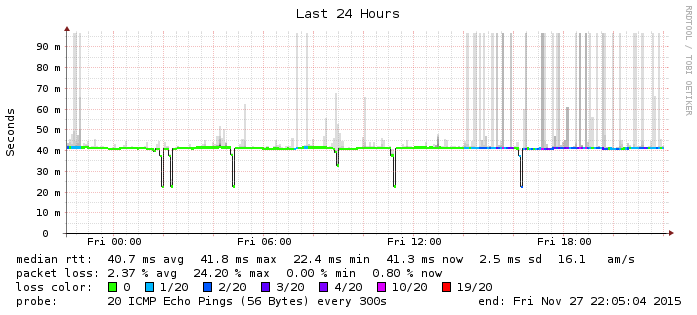 Last 24 Hours
RRDTOOL / TOBI OETIKER
Seconds
90 m
80 m
70 m
60 m
50 m
40 m
30 m
20 m
10 m
0
Fri 00:00 Fri 06:00 Fri 12:00 Fri 18:00
median rtt: 40.7 ms avg 41.8 ms max 22.4 ms min 41.3 ms now 2.5 ms sd 16.1 am/s
packet loss: 2.37 % avg 24.20 % max 0.00 % min 0.80 % now
loss color: 0 1/20 2/20 3/20 4/20 10/20 19/20
probe: 20 ICMP Echo Pings (56 Bytes) every 300s end: Fri Nov 27 22:05:04 2015